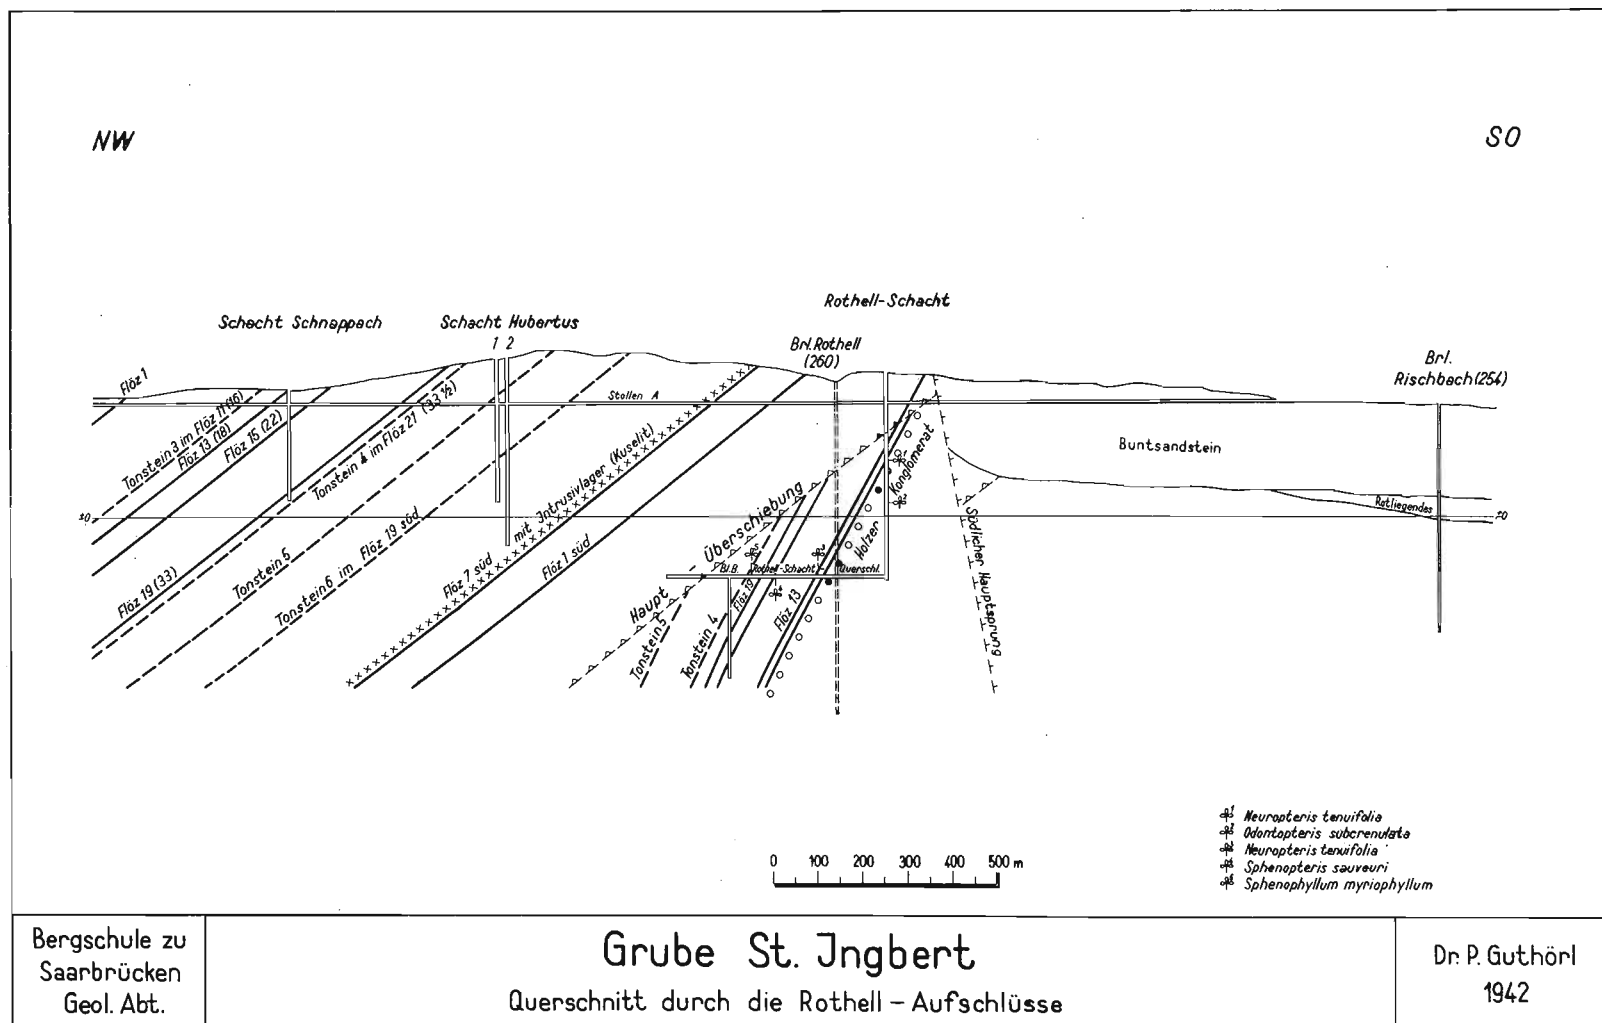 NW
SO
Rothell-Schacht
Schacht Schnappach
Schacht Hubertus
1 2
Brl. Rothell
(260)
Brl.
Rischbach (254)
Flöz 1
Stollen A
Tonstein 3 im Flöz 11 (16)
Flöz 13 (18)
Flöz 15 (22)
Tonstein 4 im Flöz 21 (33 ½)
Flöz 19 (33)
Tonstein 5
Tonstein 6 im Flöz 19 süd
Flöz 7 süd mit Jntrusivlager (Kuselit)
Flöz 1 süd
Haupt Überschiebung
Tonstein 5
Tonstein 4
Flöz 19
Flöz 13
Bl.B. (Rothell-Schacht)- Querschl.
Holzer Konglomerat
Südlicher Hauptsprung
Buntsandstein
Rotliegendes
±0
±0
1 Neuropteris tenuifolia
Odontopteris subcrenulata
Neuropteris tenuifolia
Sphenopteris sauveuri
Sphenophyllum myriophyllum
0 100 200 300 400 500 m
Bergschule zu
Saarbrücken
Geol. Abt.
Grube St. Jngbert
Querschnitt durch die Rothell-Aufschlüsse
Dr. P. Guthörl
1942